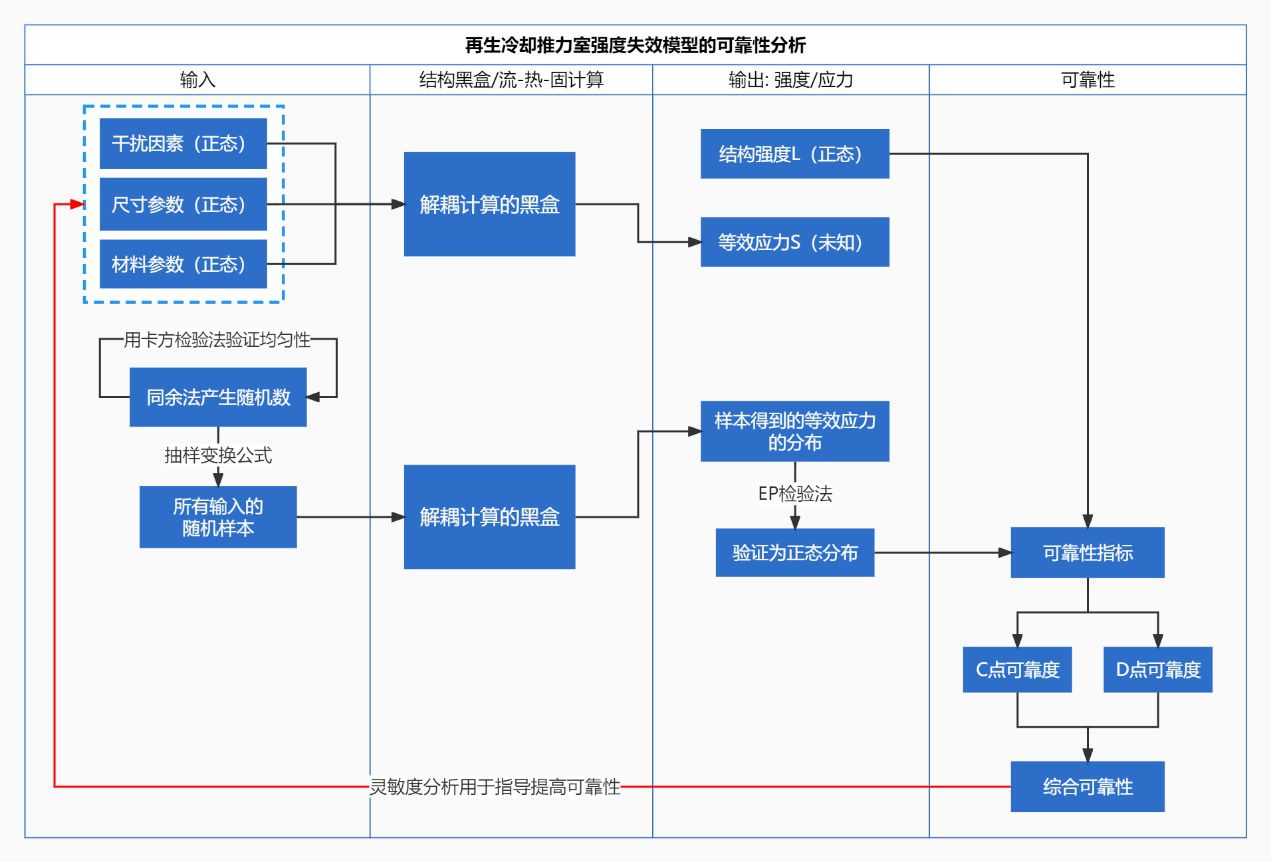 再生冷却推力室强度失效模型的可靠性分析
输入
结构黑盒/流-热-固计算
输出: 强度/应力
可靠性
干扰因素（正态）
尺寸参数（正态）
材料参数（正态）
解耦计算的黑盒
结构强度L（正态）
等效应力S（未知）
用卡方检验法验证均匀性
同余法产生随机数
抽样变换公式
所有输入的
随机样本
解耦计算的黑盒
样本得到的等效应力
的分布
EP检验法
验证为正态分布
可靠性指标
C点可靠度
D点可靠度
综合可靠性
灵敏度分析用于指导提高可靠性